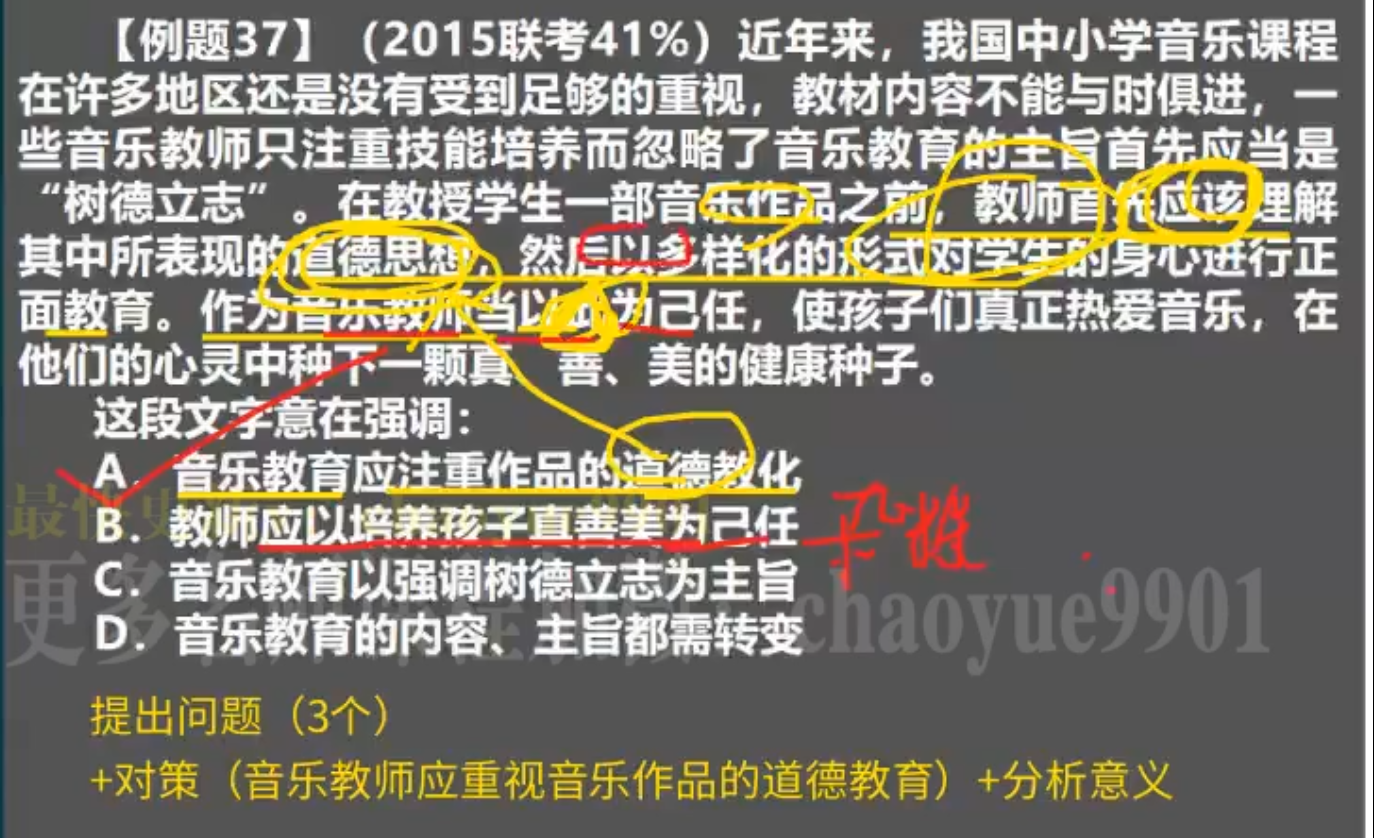 【例题37】（2015联考41%）近年来，我国中小学音乐课程
在许多地区还是没有受到足够的重视，教材内容不能与时俱进，一
些音乐教师只注重技能培养而忽略了音乐教育的主旨首先应当是
“树德立志”。在教授学生一部音乐作品之前，教师首先应该理解
其中所表现的道德思想，然后以多样化的形式对学生的身心进行正
面教育。作为音乐教师当以此为己任，使孩子们真正热爱音乐，在
他们的心灵中种下一颗真、善、美的健康种子。
这段文字意在强调：
A．音乐教育应注重作品的道德教化
B．教师应以培养孩子真善美为己任
C．音乐教育以强调树德立志为主旨
D．音乐教育的内容、主旨都需转变
更多 chaoyue9901
提出问题（3个）
+对策（音乐教师应重视音乐作品的道德教育）+分析意义